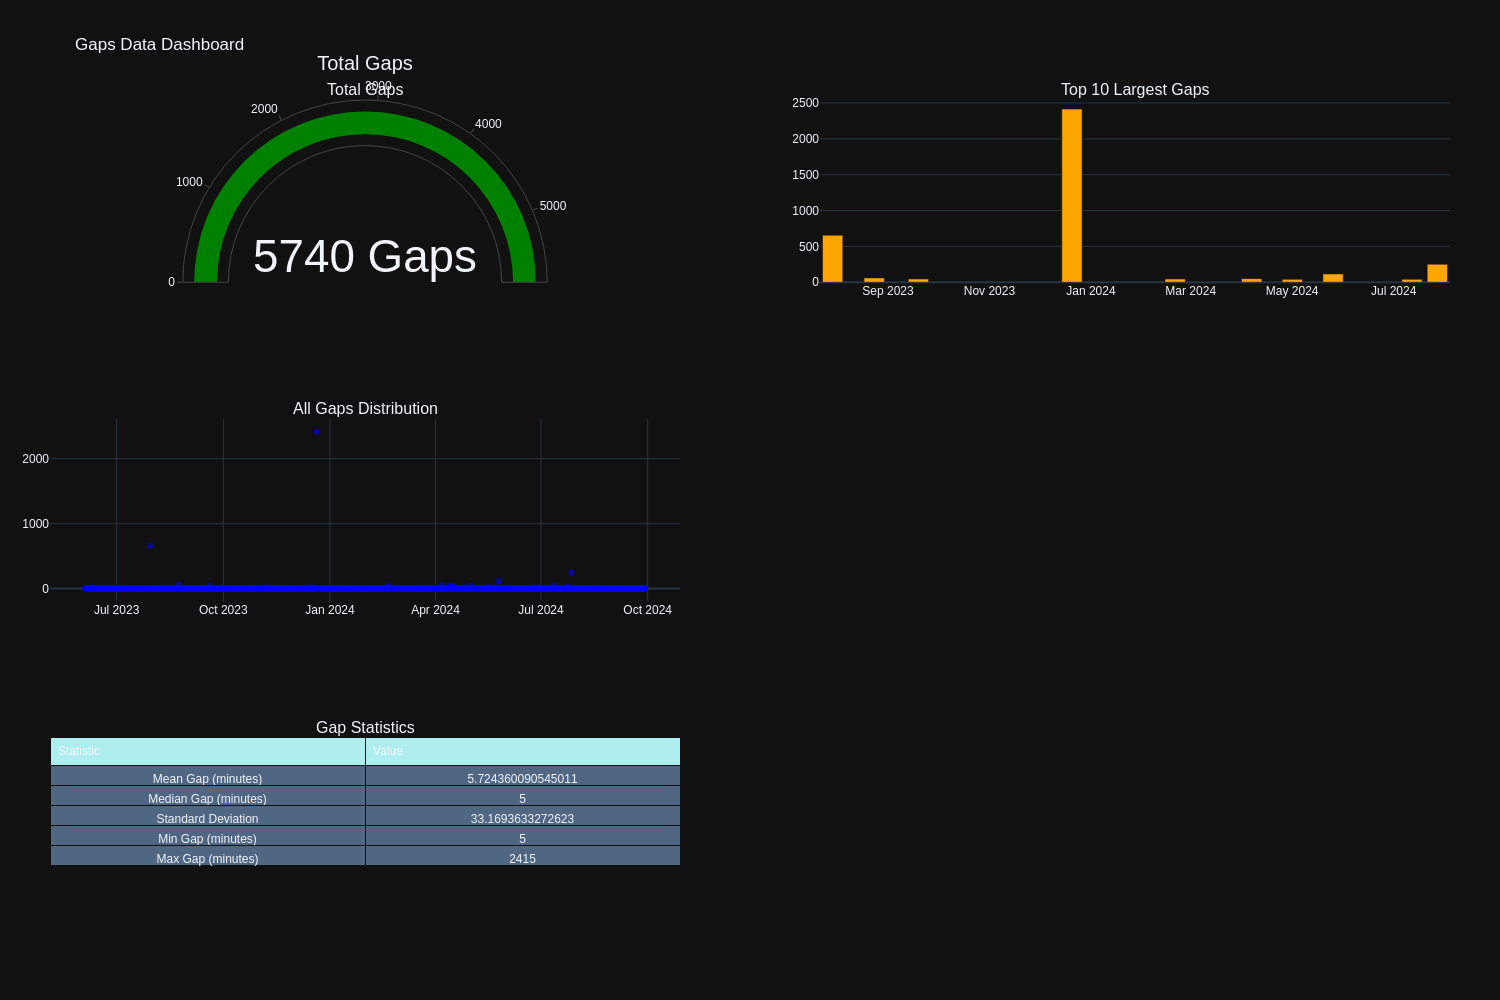 Gaps Data Dashboard
Total Gaps
Total Gaps
0
1000
2000
3000
4000
5000
5740 Gaps
Top 10 Largest Gaps
2500
2000
1500
1000
500
0
Sep 2023 Nov 2023 Jan 2024 Mar 2024 May 2024 Jul 2024
All Gaps Distribution
2000
1000
0
Jul 2023 Oct 2023 Jan 2024 Apr 2024 Jul 2024 Oct 2024
Gap Statistics
Statistic Value
Mean Gap (minutes) 5.724360090545011
Median Gap (minutes) 5
Standard Deviation 33.1693633272623
Min Gap (minutes) 5
Max Gap (minutes) 2415